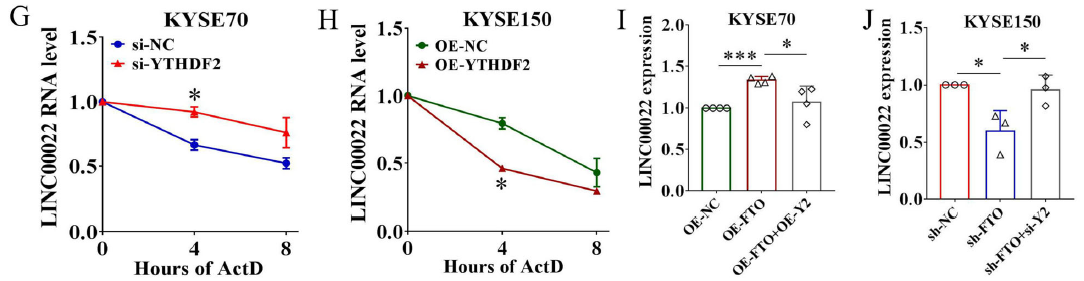 G
KYSE70
LINC00022 RNA level
si-NC
si-YTHDF2
1.5
1.0
0.5
0.0
*
0 4 8
Hours of ActD
H
KYSE150
LINC00022 RNA level
OE-NC
OE-YTHDF2
1.5
1.0
0.5
0.0
*
0 4 8
Hours of ActD
I
KYSE70
LINC00022 expression
2.0
1.5
1.0
0.5
0.0
*** *
OE-NC
OE-FTO
OE-FTO+OE-Y2
J
KYSE150
LINC00022 expression
1.5
1.0
0.5
0.0
* *
sh-NC
sh-FTO
sh-FTO+si-Y2